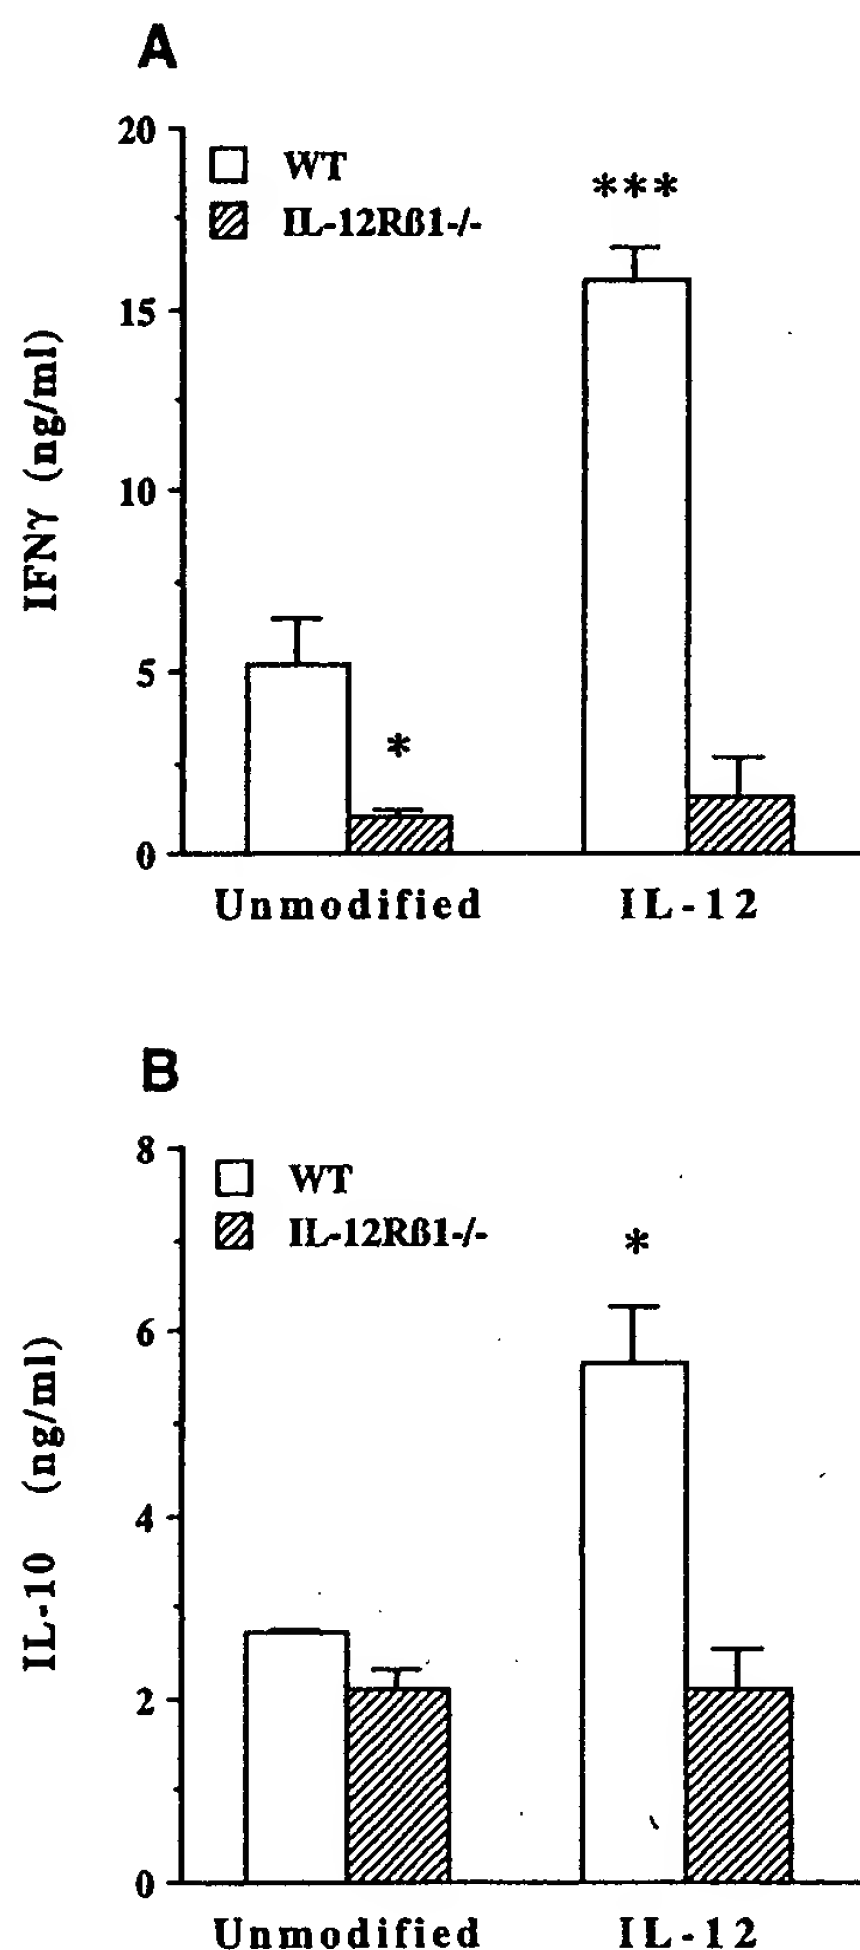 A
20
WT
***
IL-12Rß1-/-
15
IFNγ (ng/ml)
10
5
*
0
Unmodified IL-12
B
8
WT
IL-12Rß1-/-
*
6
IL-10 (ng/ml)
4
2
0
Unmodified IL-12